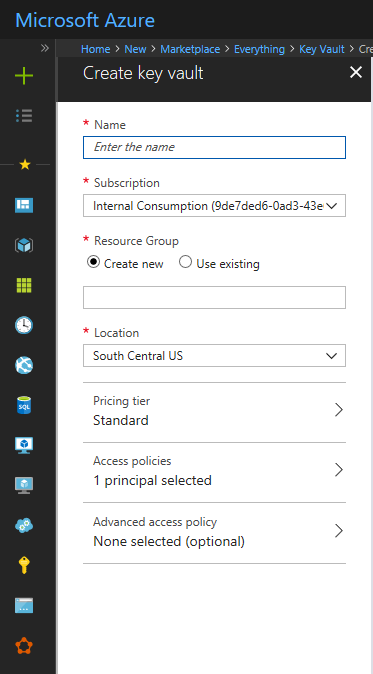 Microsoft Azure
Home > New > Marketplace > Everything > Key Vault > Cre
Create key vault
* Name
Enter the name
* Subscription
Internal Consumption (9de7ded6-0ad3-43e
* Resource Group
Create new Use existing
* Location
South Central US
Pricing tier
Standard
Access policies
1 principal selected
Advanced access policy
None selected (optional)
SQL